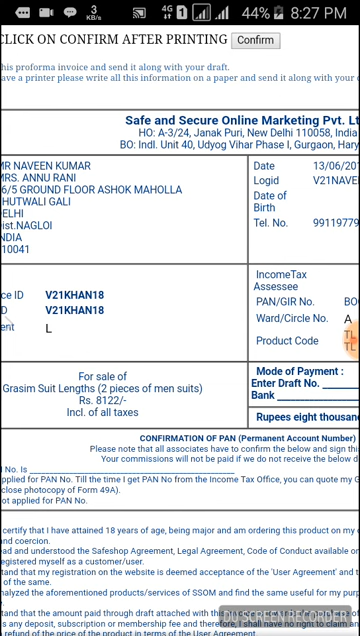 3
KB/s
4G
1
44%
8:27 PM
CLICK ON CONFIRM AFTER PRINTING Confirm
his proforma invoice and send it along with your draft.
ave a printer please write all this information on a paper and send it along with your
Safe and Secure Online Marketing Pvt. Lt
HO: A-3/24, Janak Puri, New Delhi 110058, India
BO: Indl. Unit 40, Udyog Vihar Phase I, Gurgaon, Hary
MR NAVEEN KUMAR
MRS. ANNU RANI
6/5 GROUND FLOOR ASHOK MAHOLLA
HUTWALI GALI
ELHI
ist.NAGLOI
NDIA
10041
Date 13/06/20
Logid V21NAVE
Date of
Birth
Tel. No. 99119779
ce ID V21KHAN18
D V21KHAN18
ent L
IncomeTax
Assessee
PAN/GIR No. BO
Ward/Circle No. A
Product Code TL
TL
For sale of
Grasim Suit Lengths (2 pieces of men suits)
Rs. 8122/-
Incl. of all taxes
Mode of Payment :
Enter Draft No. ______
Bank ______________
Rupees eight thousan
CONFIRMATION OF PAN (Permanent Account Number)
Please note that all associates have to confirm the below and sign thi
Your commissions will not be paid if we do not receive the below d
l No. Is ______________________________
pplied for PAN No. Till the time I get PAN No from the Income Tax Office, you can quote my G
close photocopy of Form 49A).
ot applied for PAN No.
certify that I have attained 18 years of age, being major and am ordering this product on my
and coercion.
ead and understood the Safeshop Agreement, Legal Agreement, Code of Conduct available or
egistered myself as a customer/user.
tand that my registration on the website is deemed acceptance of the 'User Agreement' and t
of the same.
nalyzed the aforementioned products/services of SSOM and find the same useful for my purp
tand that the amount paid through draft attached with the
is any deposit, subscription or membership fee and therefore, I shall have no right to claim
refund of the price of the product in terms of the User Agreement
DU SCREEN RECORDER